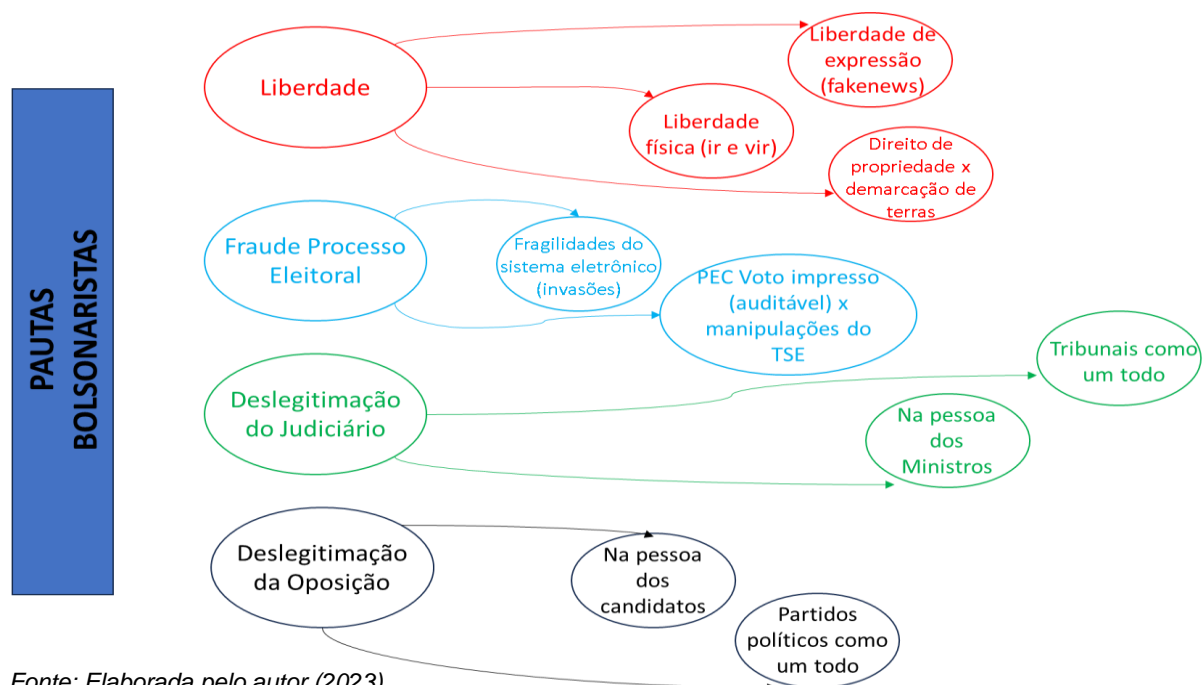 PAUTAS
BOLSONARISTAS
Liberdade
Liberdade de
expressão
(fakenews)
Liberdade
física (ir e vir)
Direito de
propriedade x
demarcação de
terras
Fraude Processo
Eleitoral
Fragilidades do
sistema eletrônico
(invasões)
PEC Voto impresso
(auditável) x
manipulações do
TSE
Deslegitimação
do Judiciário
Tribunais como
um todo
Na pessoa
dos
Ministros
Deslegitimação
da Oposição
Na pessoa
dos
candidatos
Partidos
políticos como
um todo
Fonte: Elaborada pelo autor (2023)